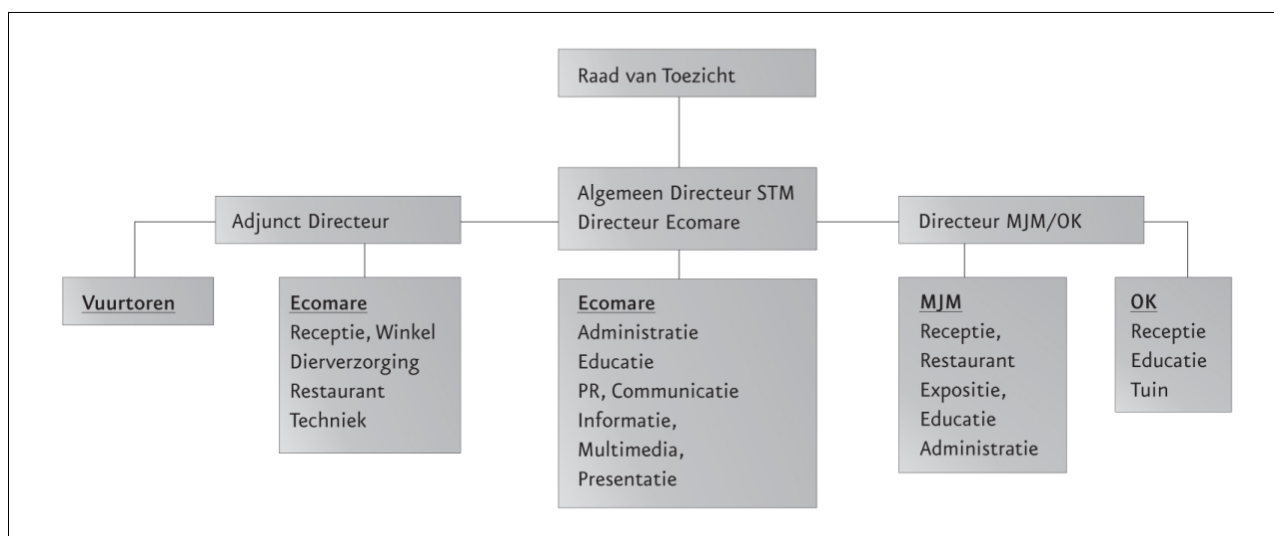 Raad van Toezicht
Algemeen Directeur STM
Directeur Ecomare
Adjunct Directeur
Directeur MJM/OK
Vuurtoren
Ecomare
Receptie, Winkel
Dierverzorging
Restaurant
Techniek
Ecomare
Administratie
Educatie
PR, Communicatie
Informatie,
Multimedia,
Presentatie
MJM
Receptie,
Restaurant
Expositie,
Educatie
Administratie
OK
Receptie
Educatie
Tuin